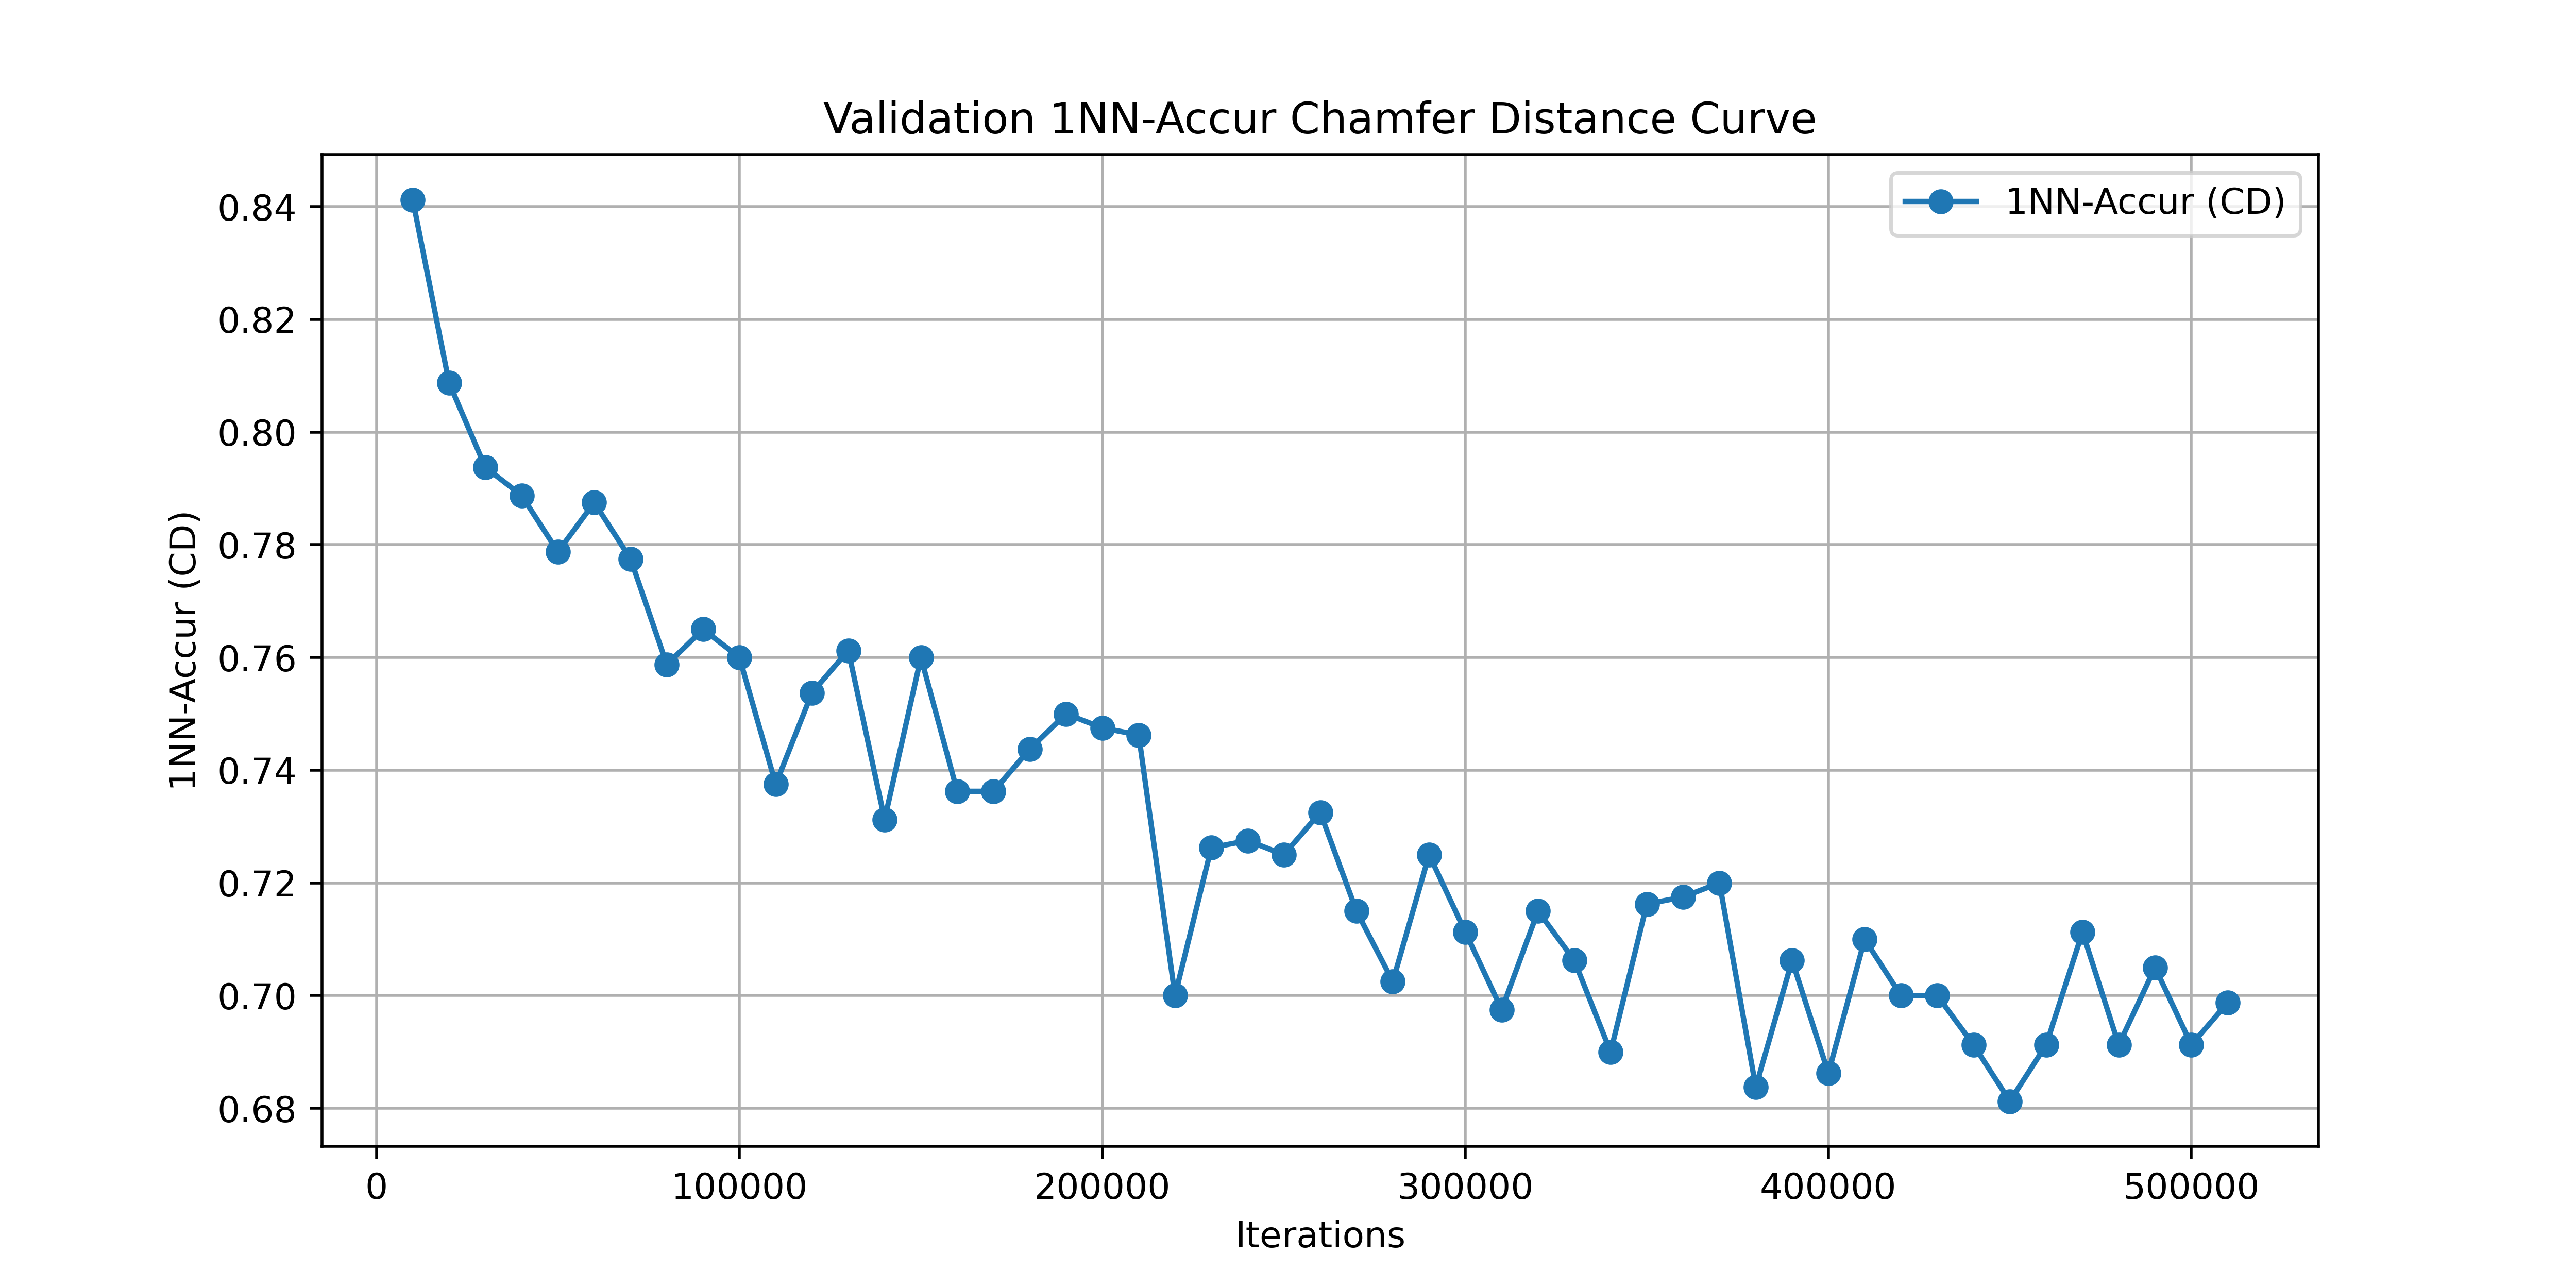 Validation 1NN-Accur Chamfer Distance Curve
1NN-Accur (CD)
0.84
0.82
0.80
0.78
0.76
0.74
0.72
0.70
0.68
1NN-Accur (CD)
0 100000 200000 300000 400000 500000
Iterations